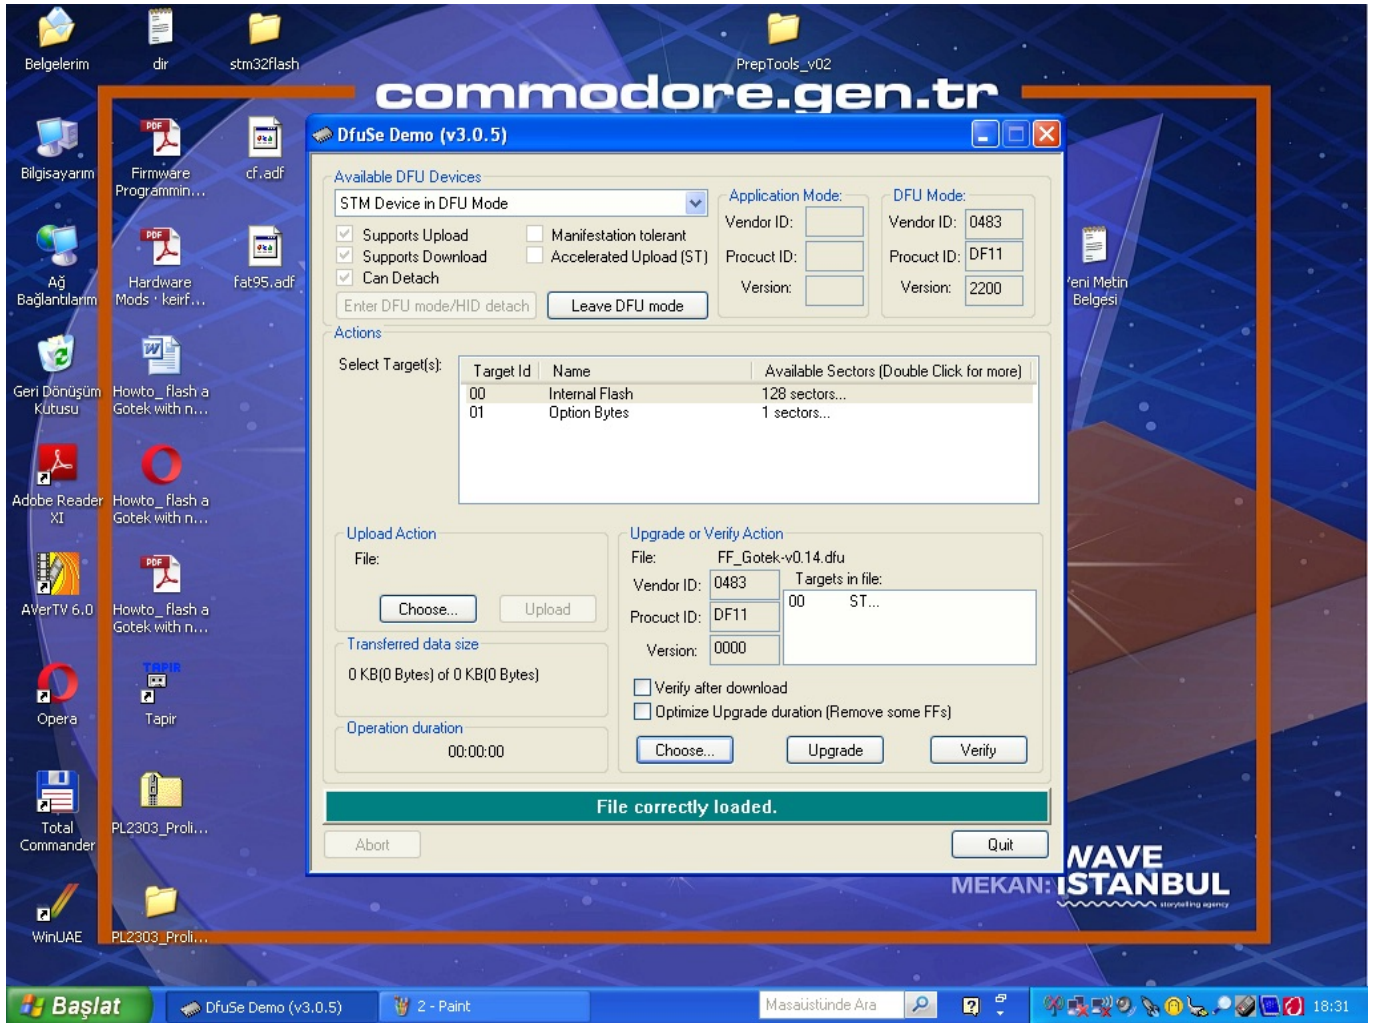 Belgelerim
dir
stm32flash
PrepTools_v02
commodore.gen.tr
Bilgisayarım
Firmware
Programmin...
cf.adf
Ağ
Bağlantılarım
Hardware
Mods · keirf...
fat95.adf
Geri Dönüşüm
Kutusu
Howto_ flash a
Gotek with n...
Adobe Reader
XI
Howto_ flash a
Gotek with n...
AVerTV 6.0
Howto_ flash a
Gotek with n...
Opera
TAPIR
Tapir
Total
Commander
PL2303_Proli...
WinUAE
PL2303_Proli...
DfuSe Demo (v3.0.5)
Available DFU Devices
STM Device in DFU Mode
Supports Upload
Manifestation tolerant
Supports Download
Accelerated Upload (ST)
Can Detach
Enter DFU mode/HID detach
Leave DFU mode
Application Mode:
Vendor ID:
Procuct ID:
Version:
DFU Mode:
Vendor ID: 0483
Procuct ID: DF11
Version: 2200
Actions
Select Target(s):
Target Id Name Available Sectors (Double Click for more)
00 Internal Flash 128 sectors...
01 Option Bytes 1 sectors...
Upload Action
File:
Choose...
Upload
Transferred data size
0 KB(0 Bytes) of 0 KB(0 Bytes)
Operation duration
00:00:00
Upgrade or Verify Action
File: FF_Gotek-v0.14.dfu
Vendor ID: 0483
Procuct ID: DF11
Version: 0000
Targets in file:
00 ST...
Verify after download
Optimize Upgrade duration (Remove some FFs)
Choose...
Upgrade
Verify
File correctly loaded.
Abort
Quit
eni Metin
Belgesi
WAVE
MEKAN: İSTANBUL
storytelling agency
Başlat
DfuSe Demo (v3.0.5)
2 - Paint
Masaüstünde Ara
18:31